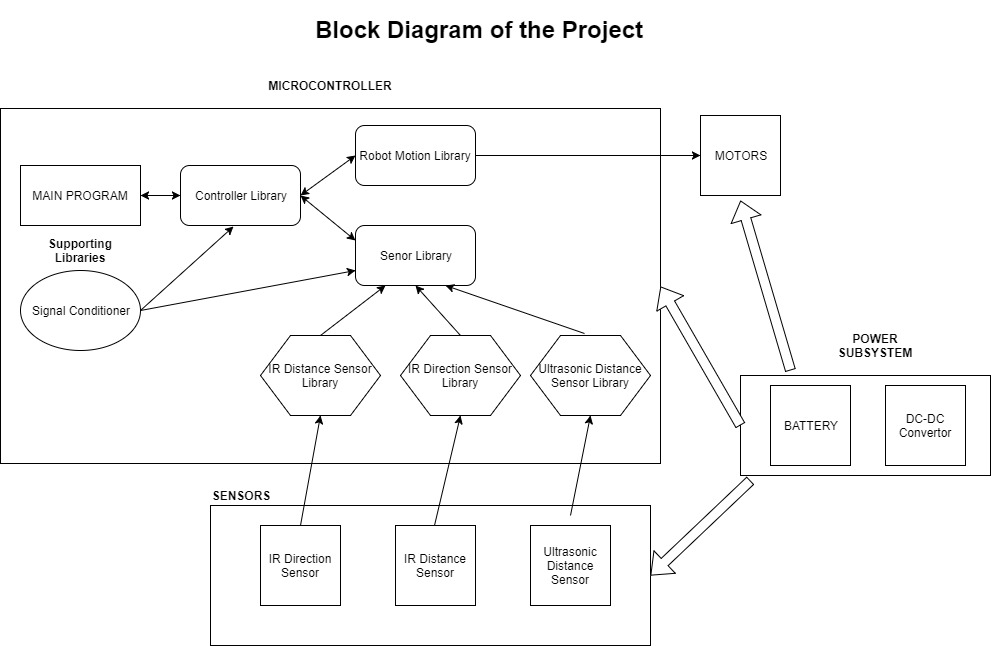 Block Diagram of the Project
MICROCONTROLLER
Robot Motion Library
MOTORS
MAIN PROGRAM
Controller Library
Supporting
Libraries
Senor Library
Signal Conditioner
IR Distance Sensor
Library
IR Direction Sensor
Library
Ultrasonic Distance
Sensor Library
POWER
SUBSYSTEM
BATTERY
DC-DC
Convertor
SENSORS
IR Direction
Sensor
IR Distance
Sensor
Ultrasonic
Distance
Sensor